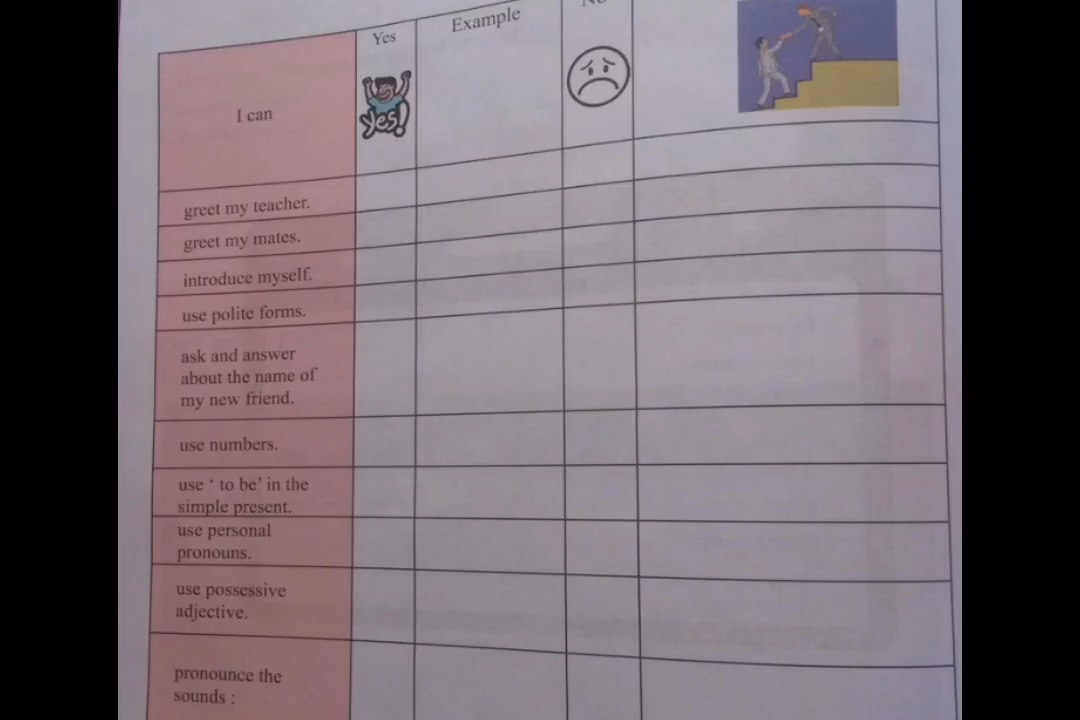 Yes
Example
No
I can
Yes!
greet my teacher.
greet my mates.
introduce myself.
use polite forms.
ask and answer
about the name of
my new friend.
use numbers.
use ‘ to be’ in the
simple present.
use personal
pronouns.
use possessive
adjective.
pronounce the
sounds :